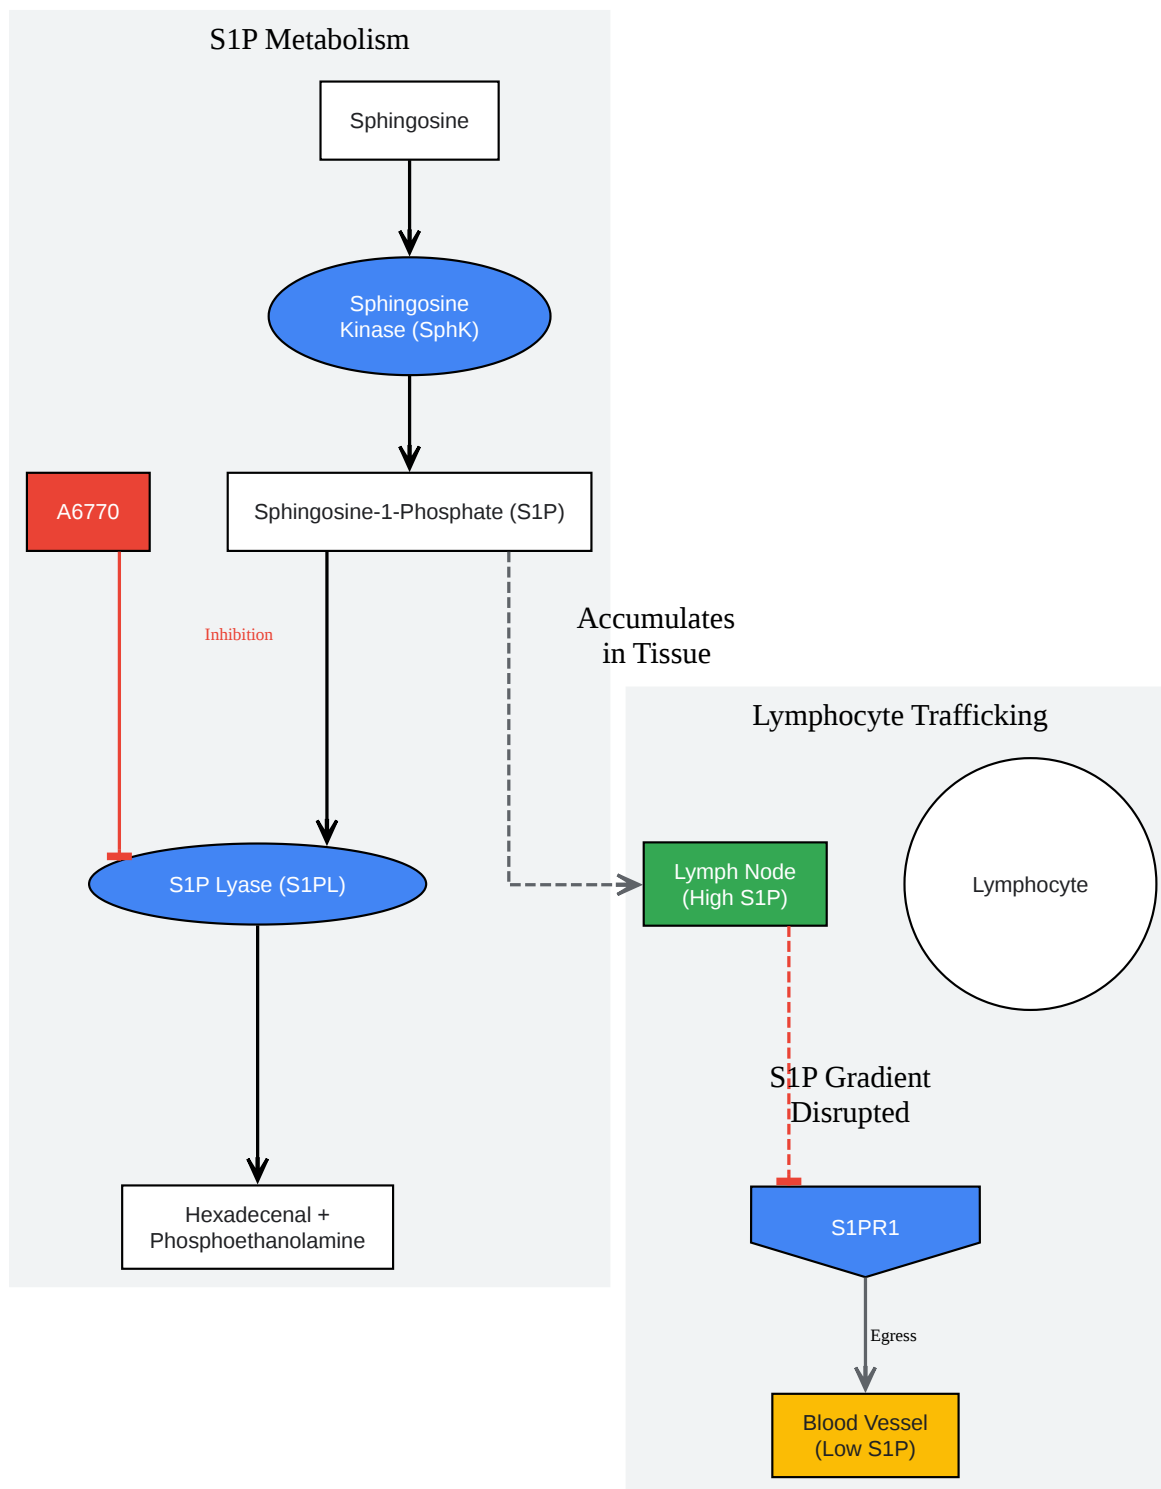 S1P Metabolism
Sphingosine
Sphingosine
Kinase (SphK)
A6770
Sphingosine-1-Phosphate (S1P)
Inhibition
Accumulates
in Tissue
Lymphocyte Trafficking
S1P Lyase (S1PL)
Lymph Node
(High S1P)
Lymphocyte
S1P Gradient
Disrupted
Hexadecenal +
Phosphoethanolamine
S1PR1
Egress
Blood Vessel
(Low S1P)